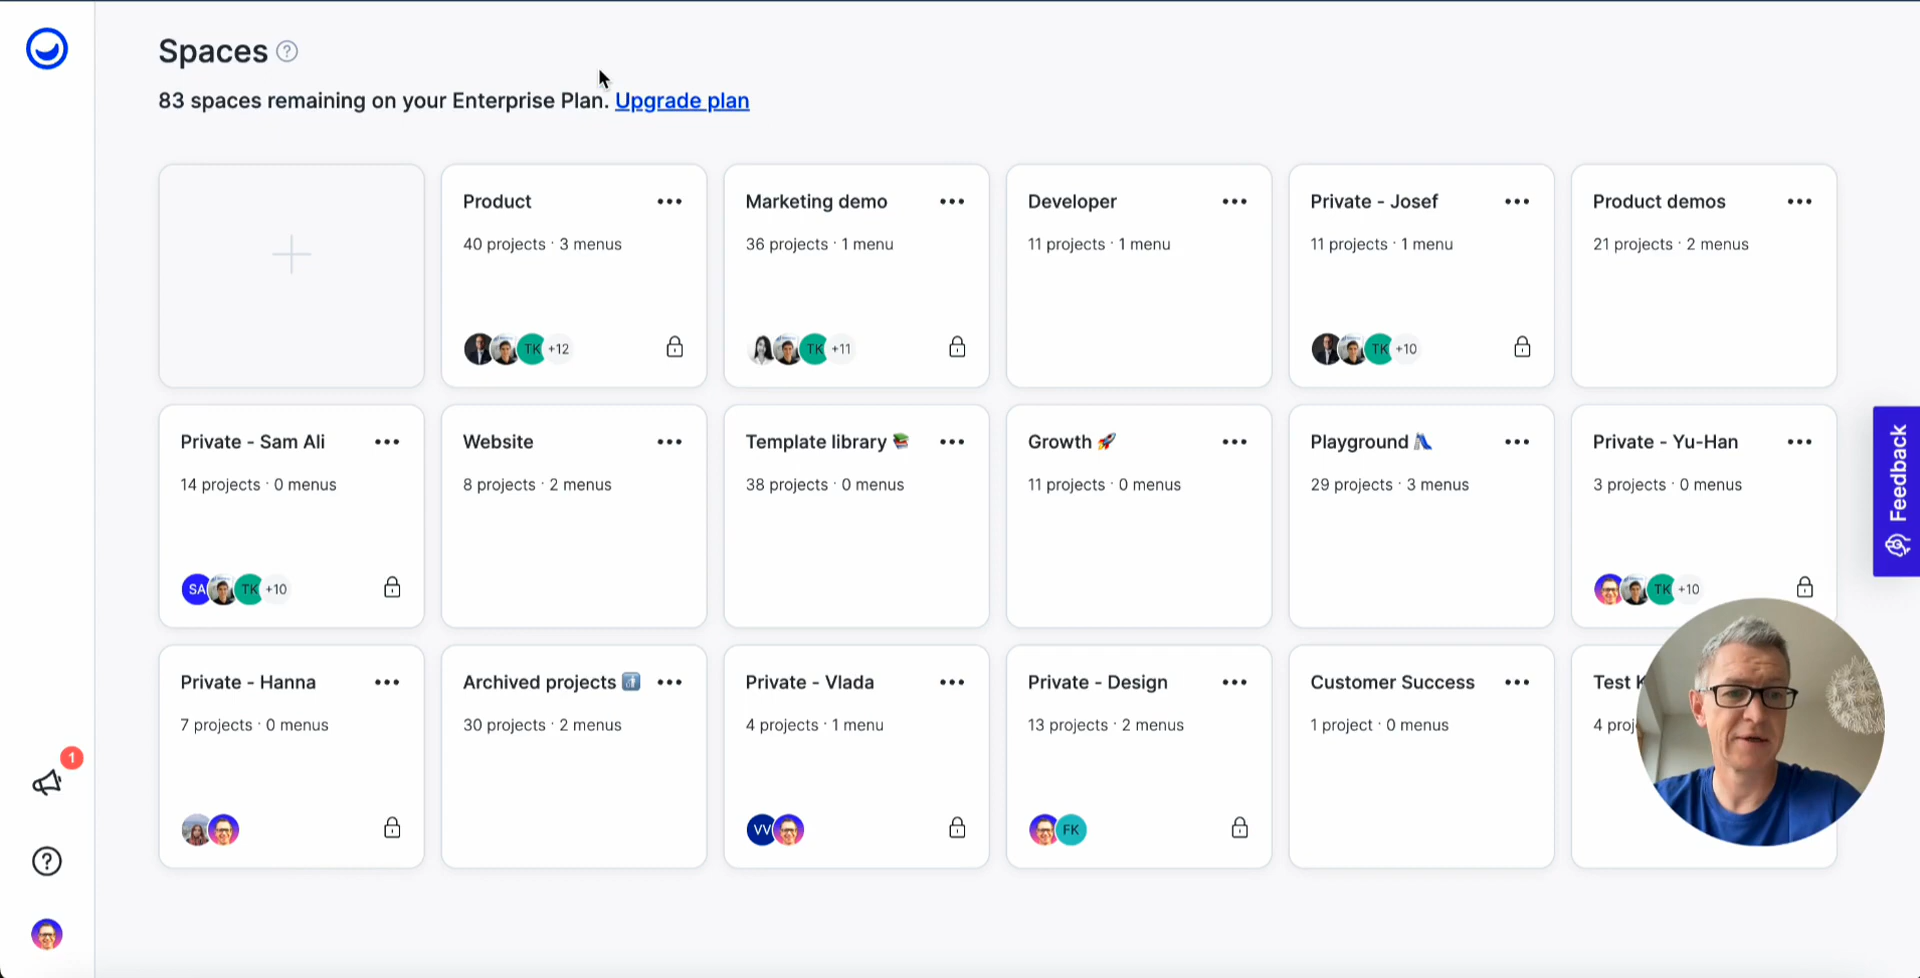 Spaces ?
83 spaces remaining on your Enterprise Plan. Upgrade plan
Product
40 projects · 3 menus
TK +12
Marketing demo
36 projects · 1 menu
TK +11
Developer
11 projects · 1 menu
Private - Josef
11 projects · 1 menu
TK +10
Product demos
21 projects · 2 menus
Private - Sam Ali
14 projects · 0 menus
SA TK +10
Website
8 projects · 2 menus
Template library 📚
38 projects · 0 menus
Growth 🚀
11 projects · 0 menus
Playground
29 projects · 3 menus
Private - Yu-Han
3 projects · 0 menus
TK +10
Feedback
Private - Hanna
7 projects · 0 menus
Archived projects
30 projects · 2 menus
Private - Vlada
4 projects · 1 menu
VV
Private - Design
13 projects · 2 menus
FK
Customer Success
1 project · 0 menus
Test
4
1
?